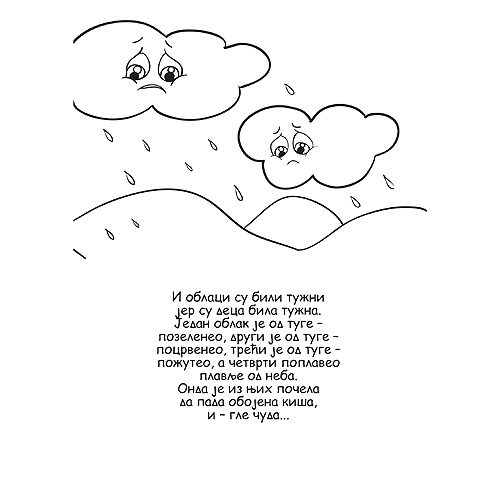 И облаци су били тужни
јер су деца била тужна.
Један облак је од туге –
позеленео, други је од туге –
поцрвенео, трећи је од туге –
пожутео, а четврти поплавео
плавље од неба.
Онда је из њих почела
да пада обојена киша,
и – гле чуда...